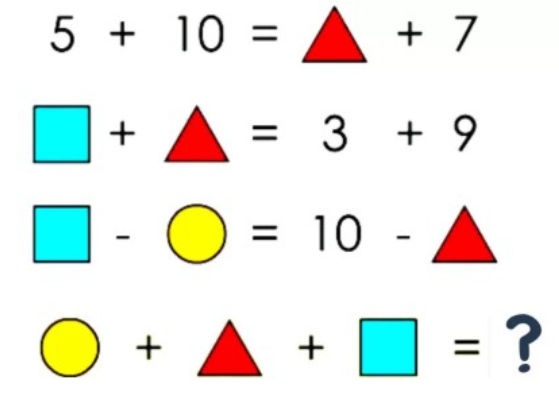 5 + 10 = 🔺 + 7
🟦 + 🔺 = 3 + 9
🟦 - 🟡 = 10 - 🔺
🟡 + 🔺 + 🟦 = ?